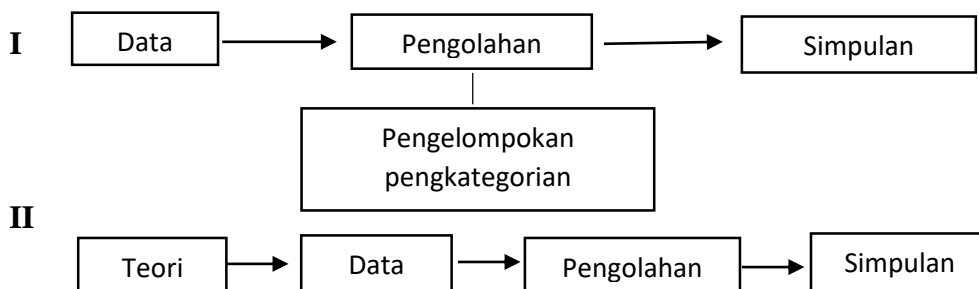 I
Data
Pengolahan
Simpulan
Pengelompokan
pengkategorian
II
Teori
Data
Pengolahan
Simpulan